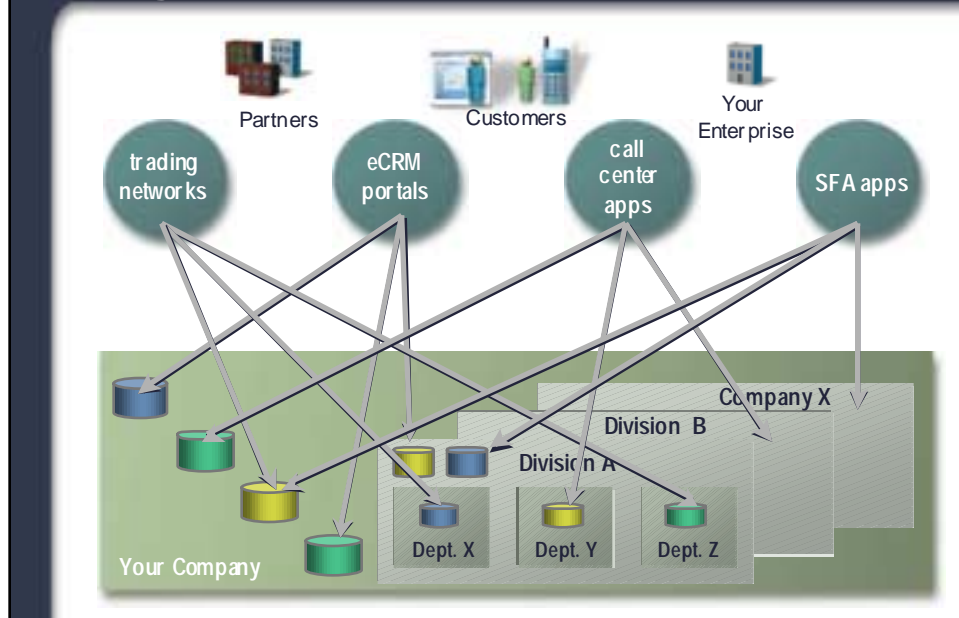 Partners
Customers
Your
Enterprise
trading
networks
eCRM
portals
call
center
apps
SFA apps
Company X
Division B
Division A
Dept. X
Dept. Y
Dept. Z
Your Company